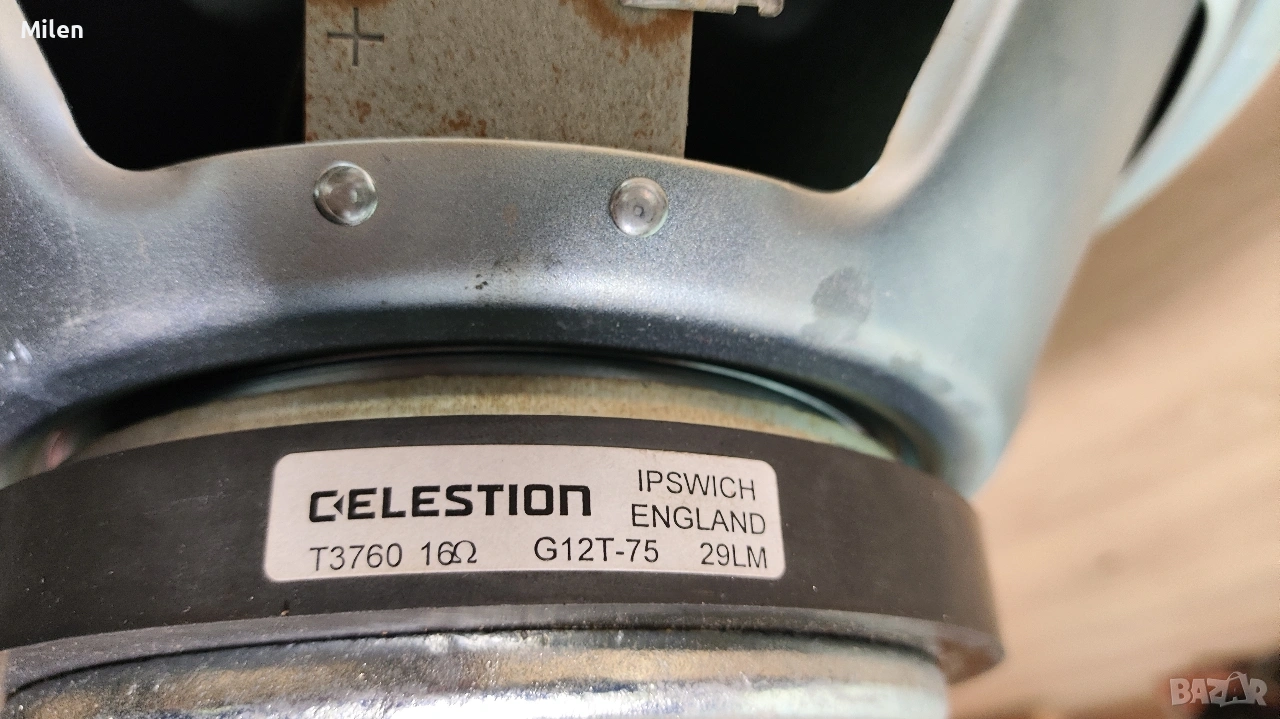 Milen
+
CELESTION
IPSWICH
ENGLAND
T3760 16Ω G12T-75 29LM
BAZAR